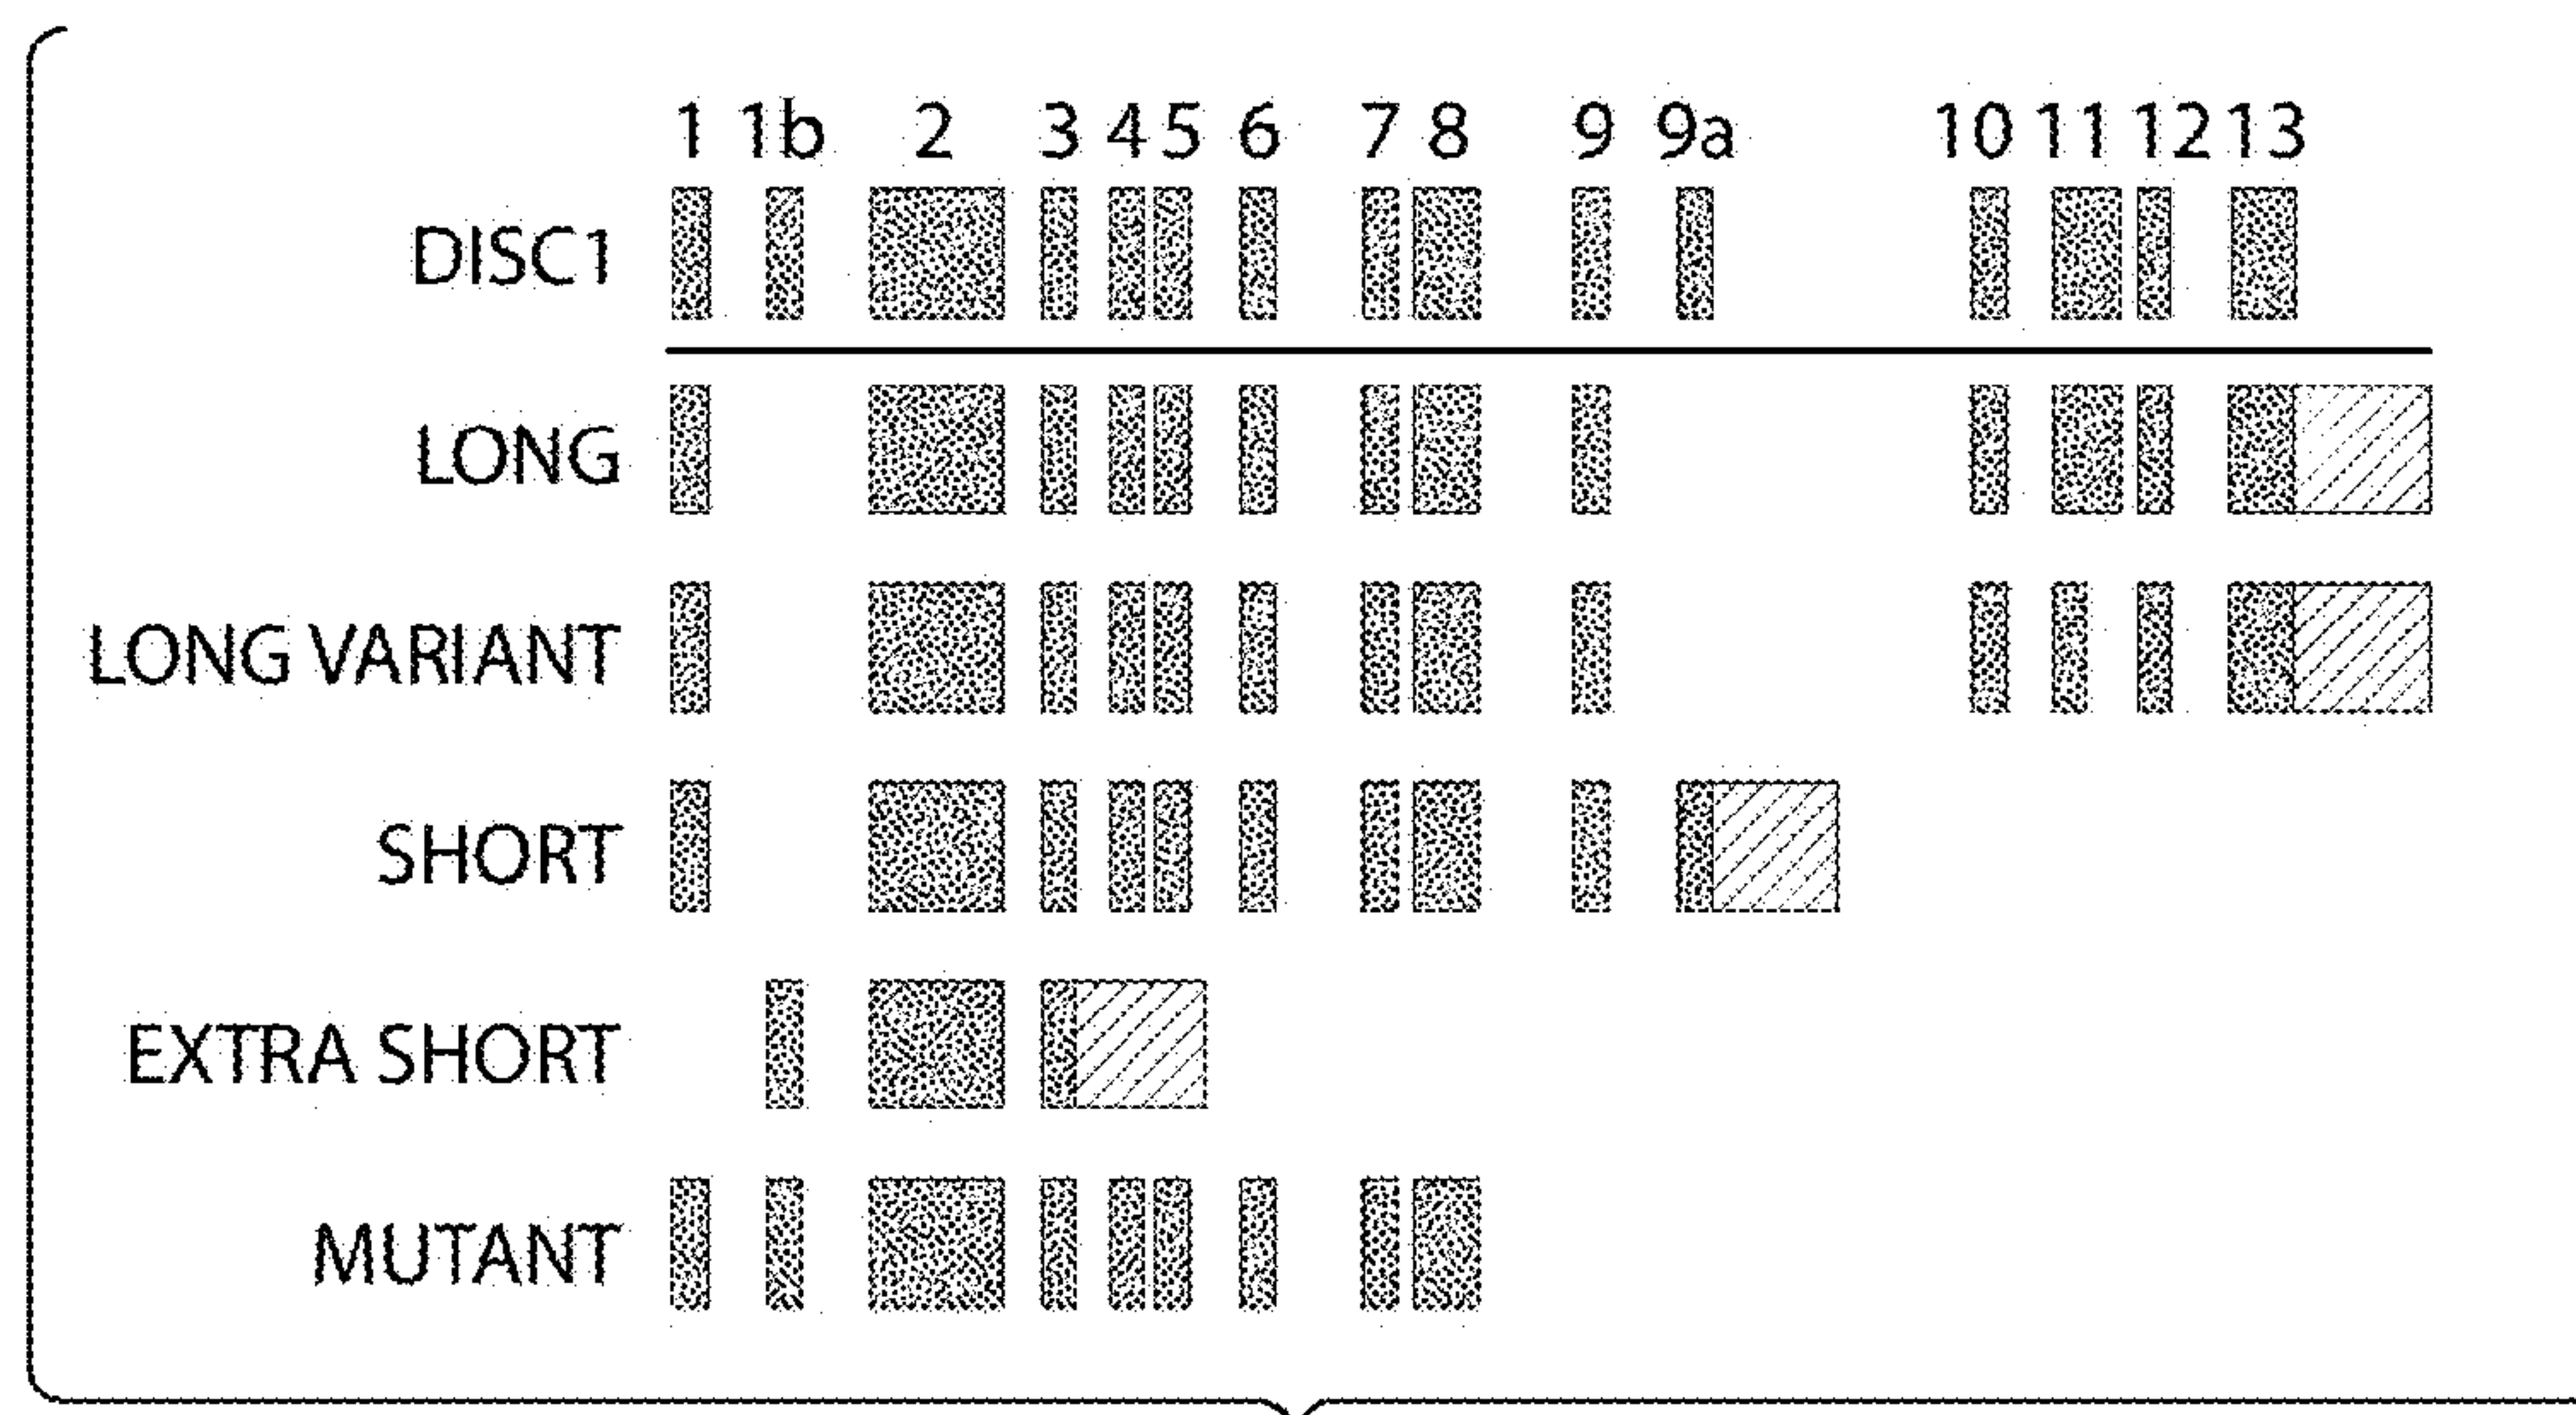 1 1b 2 3 4 5 6 7 8 9 9a 10 11 12 13
DISC1
LONG
LONG VARIANT
SHORT
EXTRA SHORT
MUTANT